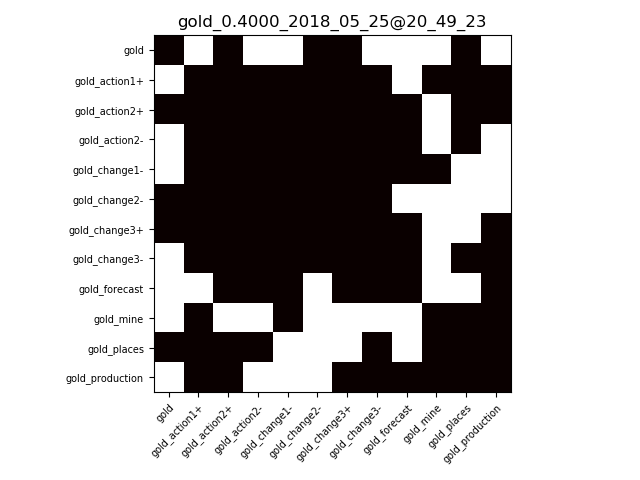 gold_0.4000_2018_05_25@20_49_23
gold
gold_action1+
gold_action2+
gold_action2-
gold_change1-
gold_change2-
gold_change3+
gold_change3-
gold_forecast
gold_mine
gold_places
gold_production
gold
gold_action1+
gold_action2+
gold_action2-
gold_change1-
gold_change2-
gold_change3+
gold_change3-
gold_forecast
gold_mine
gold_places
gold_production